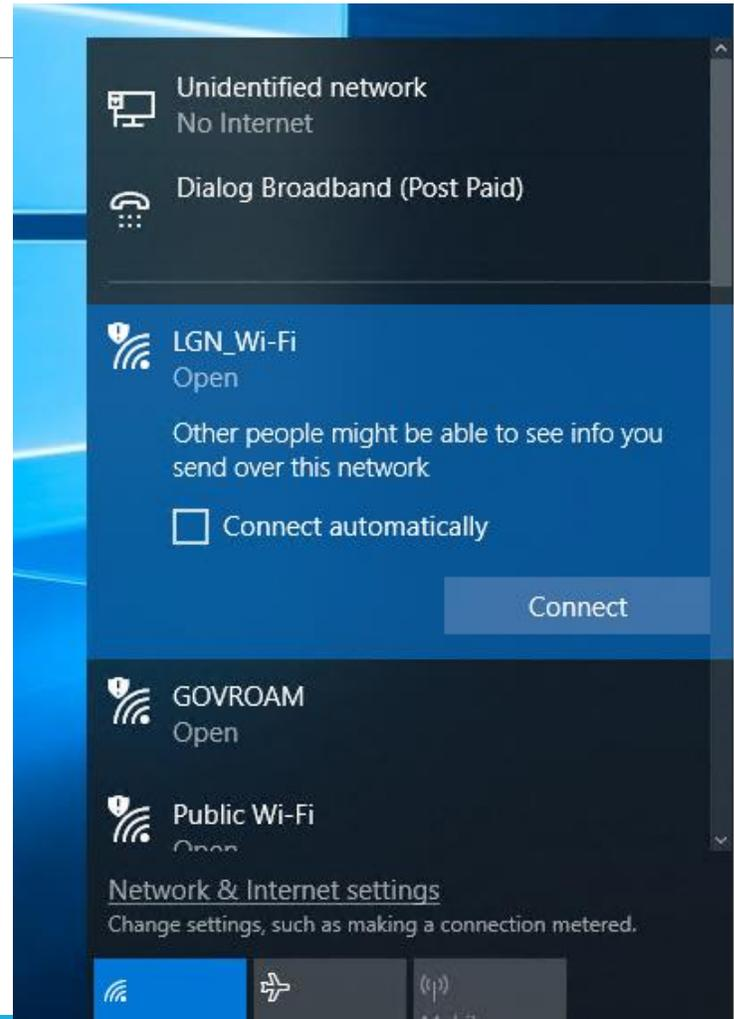 Unidentified network
No Internet
Dialog Broadband (Post Paid)
LGN_Wi-Fi
Open
Other people might be able to see info you
send over this network
Connect automatically
Connect
GOVROAM
Open
Public Wi-Fi
Open
Network & Internet settings
Change settings, such as making a connection metered.